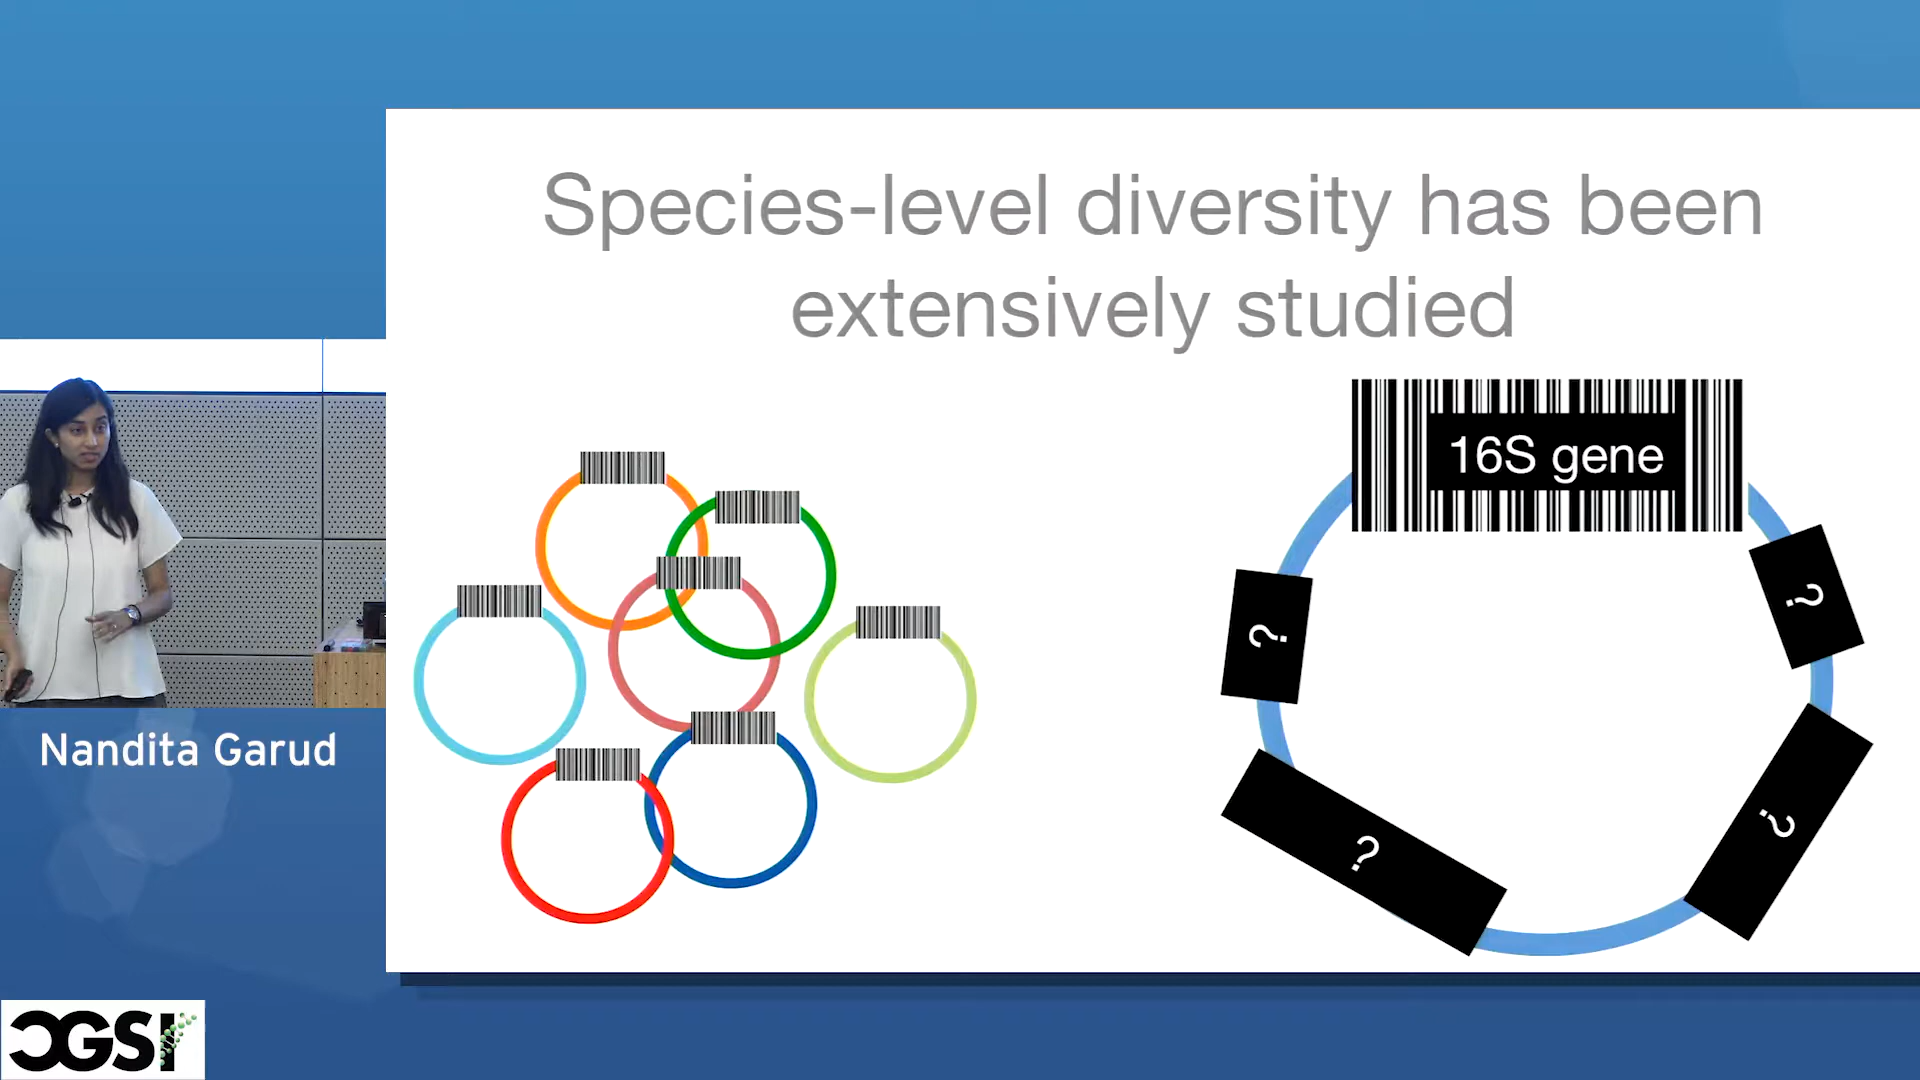 Species-level diversity has been
extensively studied
16S gene
?
?
?
?
Nandita Garud
CGSI